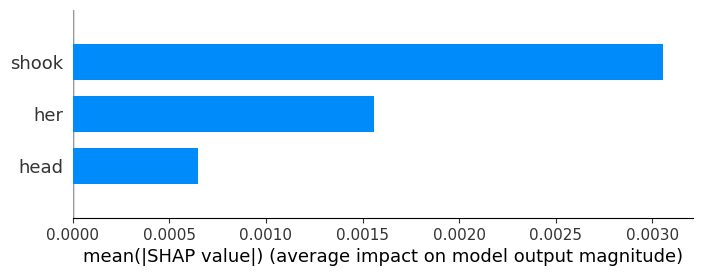 shook
her
head
0.0000 0.0005 0.0010 0.0015 0.0020 0.0025 0.0030
mean(|SHAP value|) (average impact on model output magnitude)